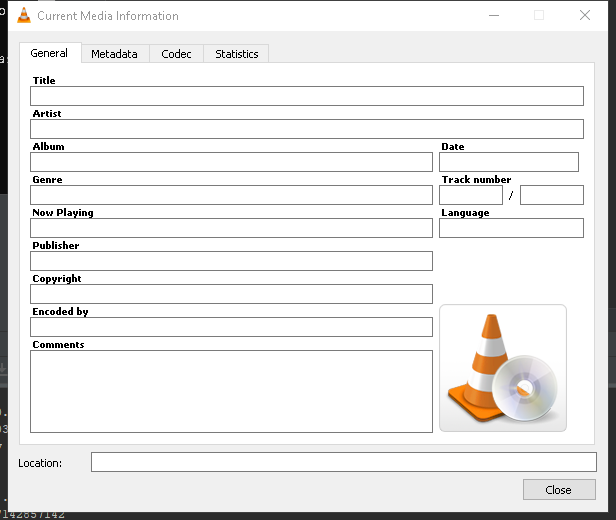 Current Media Information
General Metadata Codec Statistics
Title
Artist
Album Date
Genre Track number
/
Now Playing Language
Publisher
Copyright
Encoded by
Comments
Location:
Close
142857142